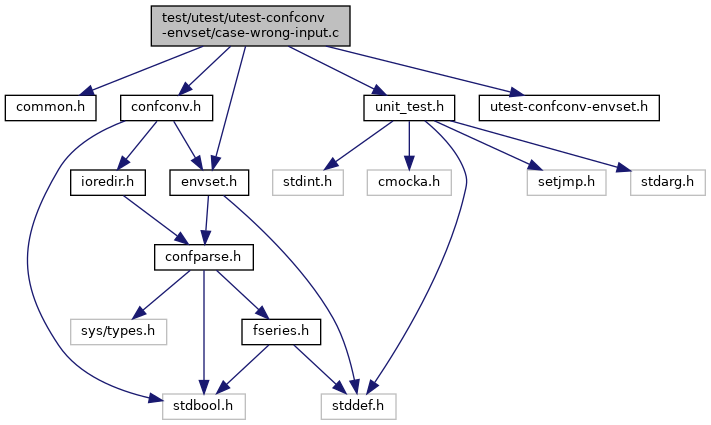 test/utest/utest-confconv
-envset/case-wrong-input.c
common.h
confconv.h
unit_test.h
utest-confconv-envset.h
ioredir.h
envset.h
stdint.h
cmocka.h
setjmp.h
stdarg.h
confparse.h
sys/types.h
fseries.h
stdbool.h
stddef.h